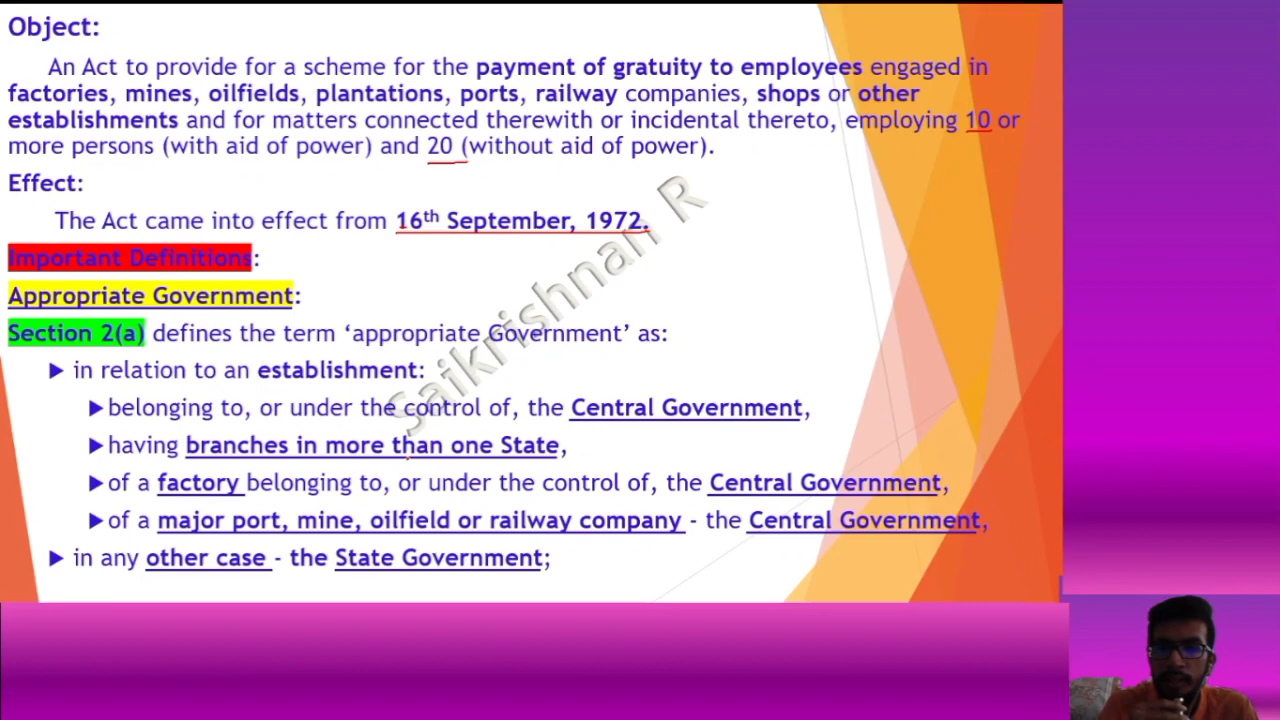 Object:
An Act to provide for a scheme for the payment of gratuity to employees engaged in
factories, mines, oilfields, plantations, ports, railway companies, shops or other
establishments and for matters connected therewith or incidental thereto, employing 10 or
more persons (with aid of power) and 20 (without aid of power).
Effect:
The Act came into effect from 16th September, 1972.
Important Definitions:
Appropriate Government:
Section 2(a) defines the term ‘appropriate Government’ as:
in relation to an establishment:
belonging to, or under the control of, the Central Government,
having branches in more than one State,
of a factory belonging to, or under the control of, the Central Government,
of a major port, mine, oilfield or railway company - the Central Government,
in any other case - the State Government;
Saikrishnan R